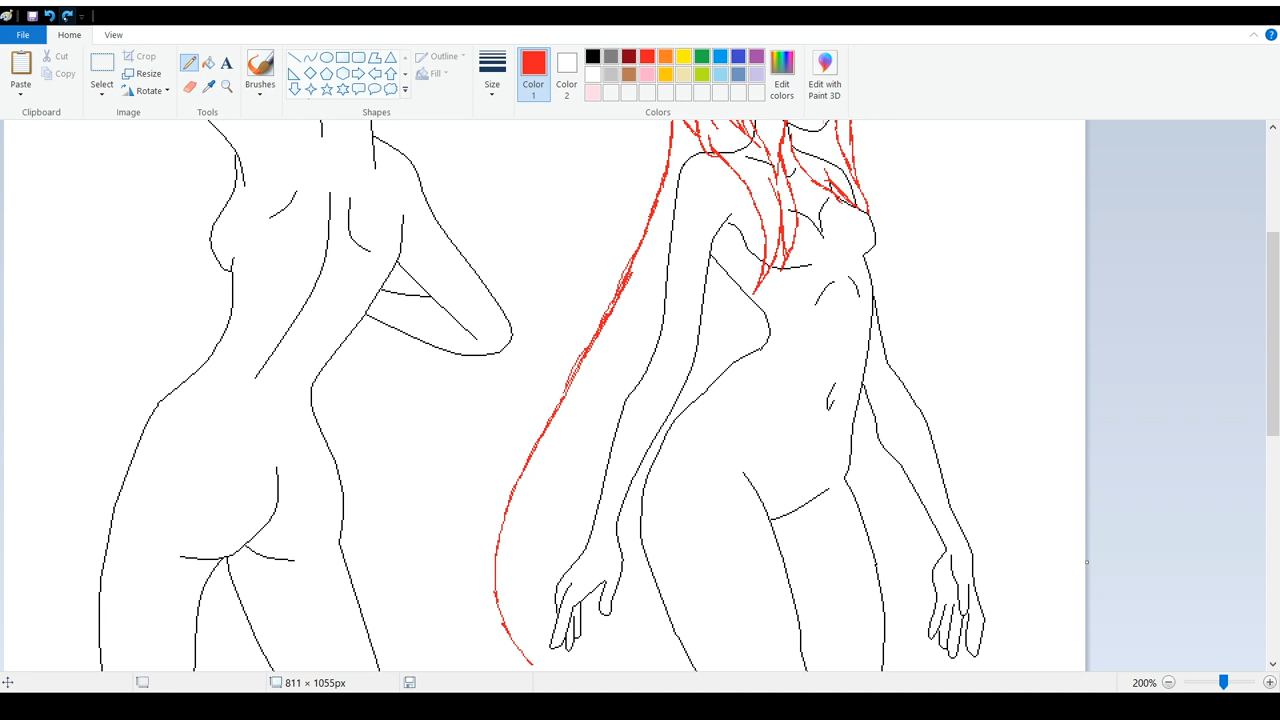 File Home View
Cut Crop Outline
Copy Resize Fill
Paste Select Rotate A Brushes Size Color 1 Color 2 Edit colors Edit with Paint 3D
Clipboard Image Tools Shapes Colors
811 × 1055px 200%